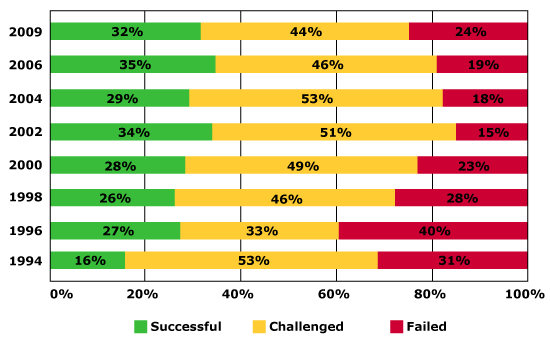 2009 32% 44% 24%
2006 35% 46% 19%
2004 29% 53% 18%
2002 34% 51% 15%
2000 28% 49% 23%
1998 26% 46% 28%
1996 27% 33% 40%
1994 16% 53% 31%
0% 20% 40% 60% 80% 100%
Successful Challenged Failed